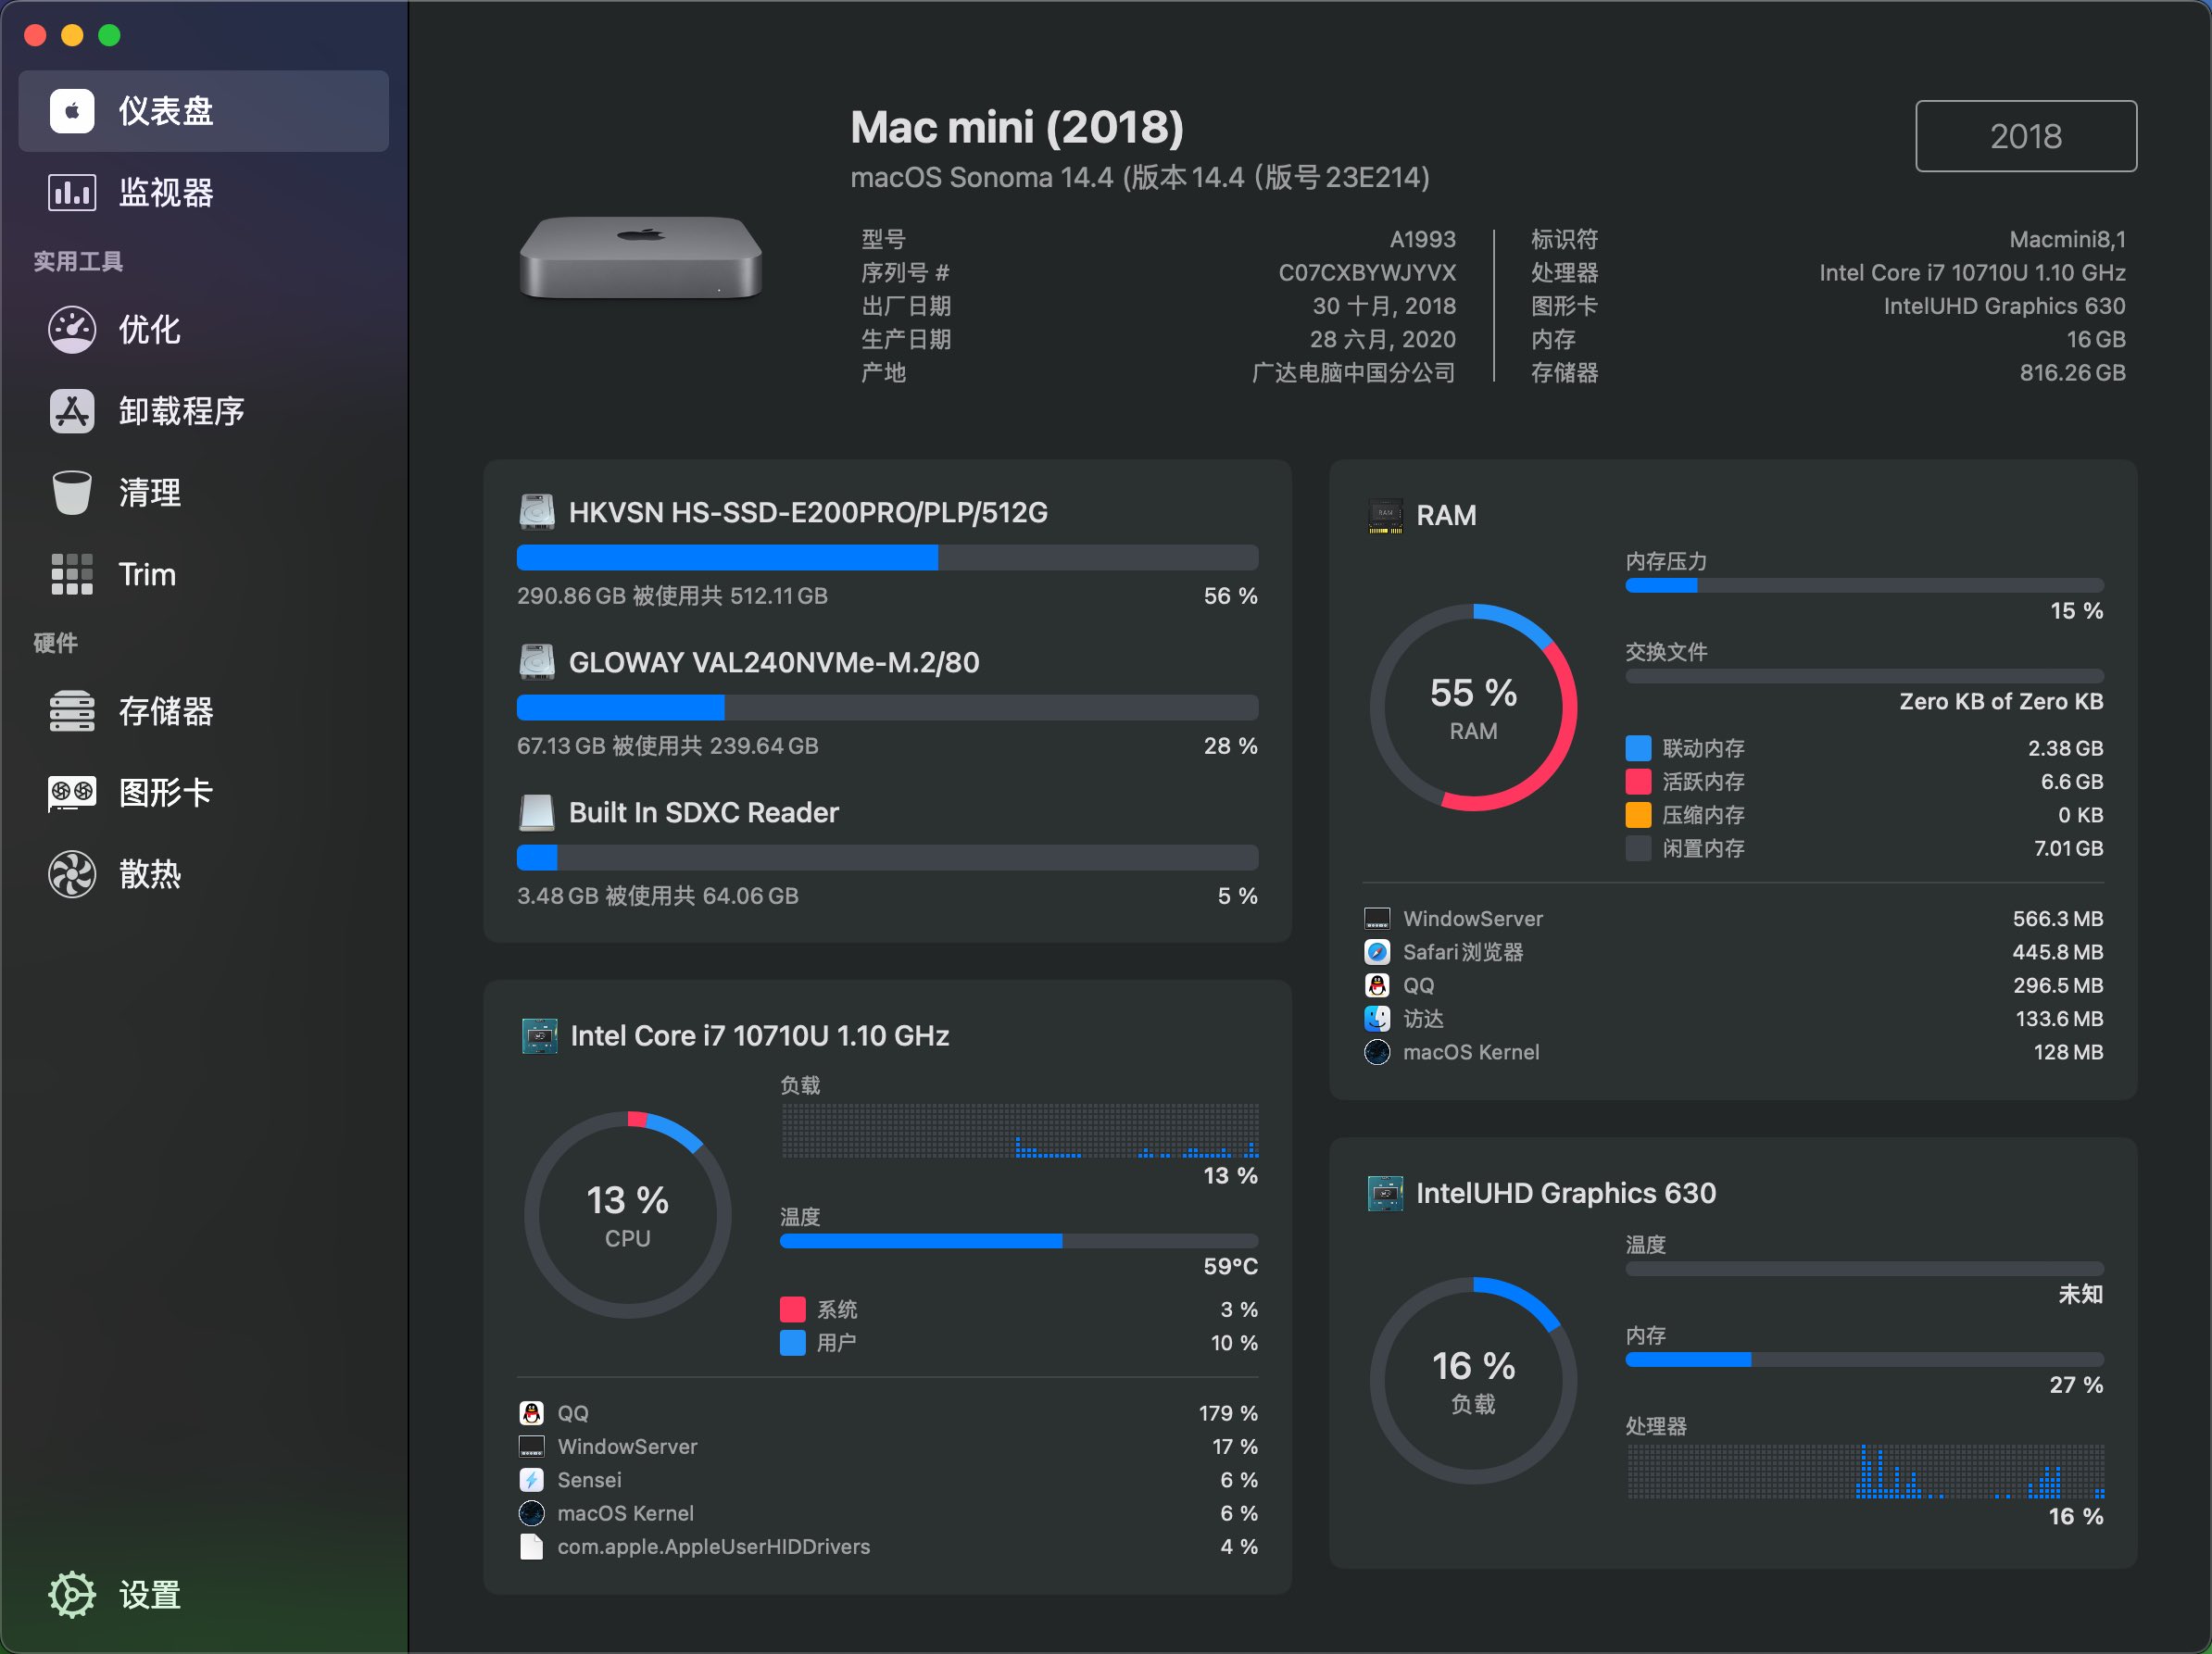 仪表盘
监视器
实用工具
优化
卸载程序
清理
Trim
硬件
存储器
图形卡
散热
设置
Mac mini (2018)
macOS Sonoma 14.4 (版本14.4 (版号23E214)
2018
型号 A1993
序列号 # C07CXBYWJYVX
出厂日期 30 十月, 2018
生产日期 28 六月, 2020
产地 广达电脑中国分公司
标识符 Macmini8,1
处理器 Intel Core i7 10710U 1.10 GHz
图形卡 IntelUHD Graphics 630
内存 16 GB
存储器 816.26 GB
HKVSN HS-SSD-E200PRO/PLP/512G
290.86 GB 被使用共 512.11 GB 56 %
GLOWAY VAL240NVMe-M.2/80
67.13 GB 被使用共 239.64 GB 28 %
Built In SDXC Reader
3.48 GB 被使用共 64.06 GB 5 %
Intel Core i7 10710U 1.10 GHz
13 %
CPU
负载
13 %
温度
59°C
系统 3 %
用户 10 %
QQ 179 %
WindowServer 17 %
Sensei 6 %
macOS Kernel 6 %
com.apple.AppleUserHIDDrivers 4 %
RAM
55 %
RAM
内存压力
15 %
交换文件
Zero KB of Zero KB
联动内存 2.38 GB
活跃内存 6.6 GB
压缩内存 0 KB
闲置内存 7.01 GB
WindowServer 566.3 MB
Safari浏览器 445.8 MB
QQ 296.5 MB
访达 133.6 MB
macOS Kernel 128 MB
IntelUHD Graphics 630
16 %
负载
温度
未知
内存
27 %
处理器
16 %